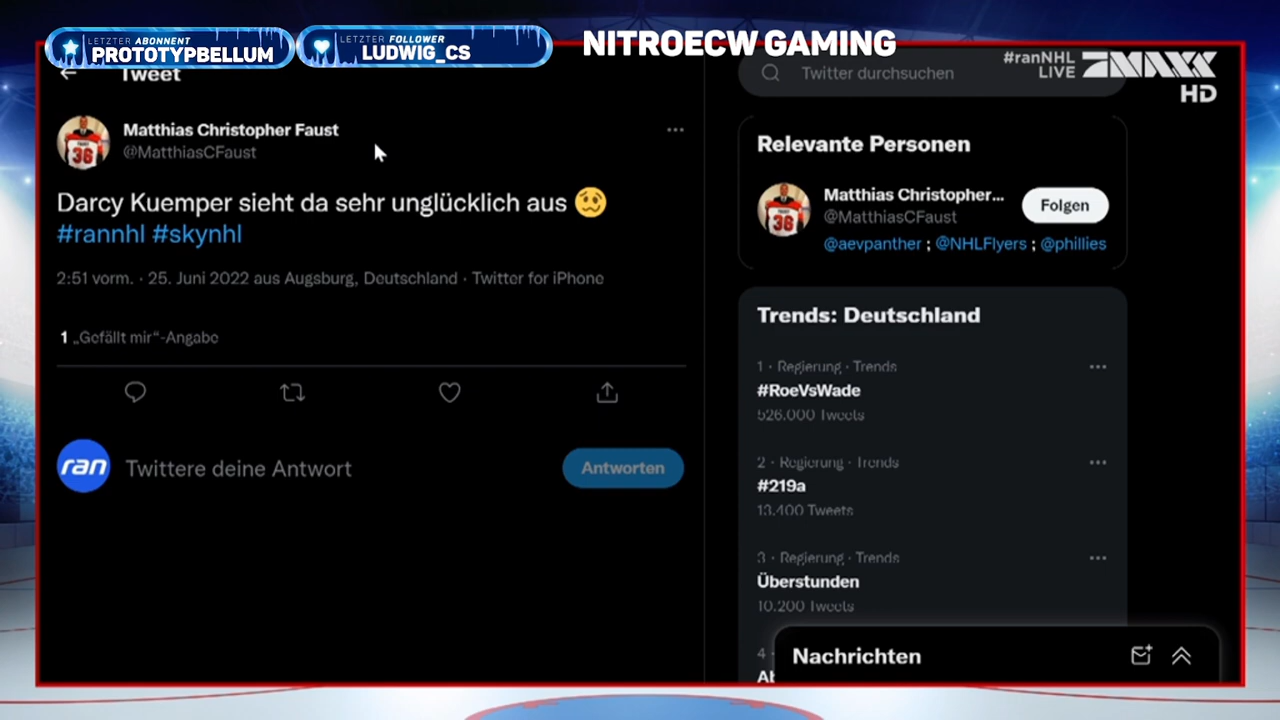 LETZTER ABONNENT
PROTOTYPBELLUM
LETZTER FOLLOWER
LUDWIG_CS
NITROECW GAMING
#ranNHL
LIVE
MAXX
HD
Tweet
Matthias Christopher Faust
@MatthiasCFaust
Darcy Kuemper sieht da sehr unglücklich aus 🥴
#rannhl #skynhl
2:51 vorm. · 25. Juni 2022 aus Augsburg, Deutschland · Twitter for iPhone
1 „Gefällt mir“-Angabe
ran
Twittere deine Antwort
Antworten
Twitter durchsuchen
Relevante Personen
36
Matthias Christopher...
@MatthiasCFaust
Folgen
@aevpanther ; @NHLFlyers ; @phillies
Trends: Deutschland
1 · Regierung · Trends
#RoeVsWade
526.000 Tweets
2 · Regierung · Trends
#219a
13.400 Tweets
3 · Regierung · Trends
Überstunden
10.200 Tweets
4 ·
Nachrichten